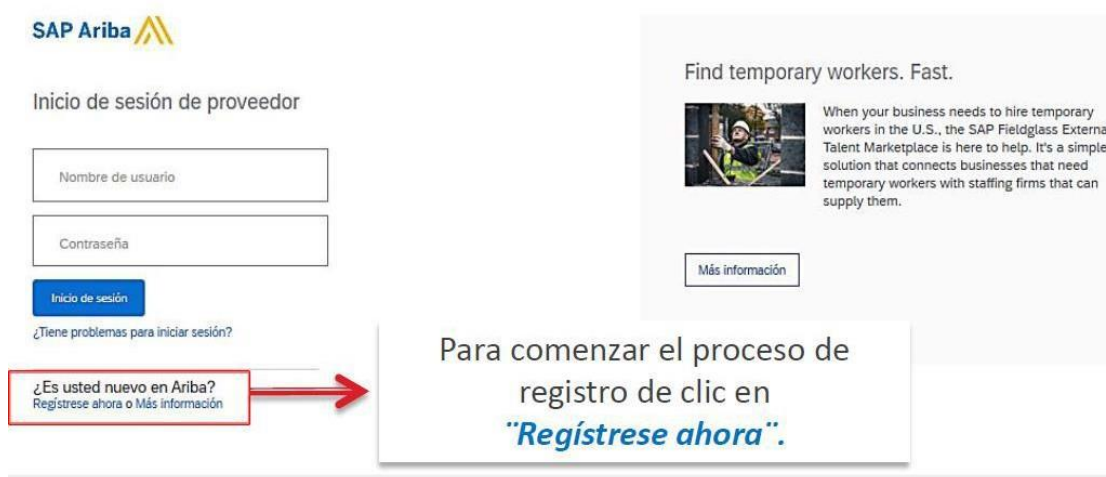 SAP Ariba
Inicio de sesión de proveedor
Nombre de usuario
Contraseña
Inicio de sesión
¿Tiene problemas para iniciar sesión?
¿Es usted nuevo en Ariba?
Regístrese ahora o Más información
Find temporary workers. Fast.
When your business needs to hire temporary
workers in the U.S., the SAP Fieldglass Externa
Talent Marketplace is here to help. It's a simple
solution that connects businesses that need
temporary workers with staffing firms that can
supply them.
Más información
Para comenzar el proceso de
registro de clic en
¨Regístrese ahora¨.